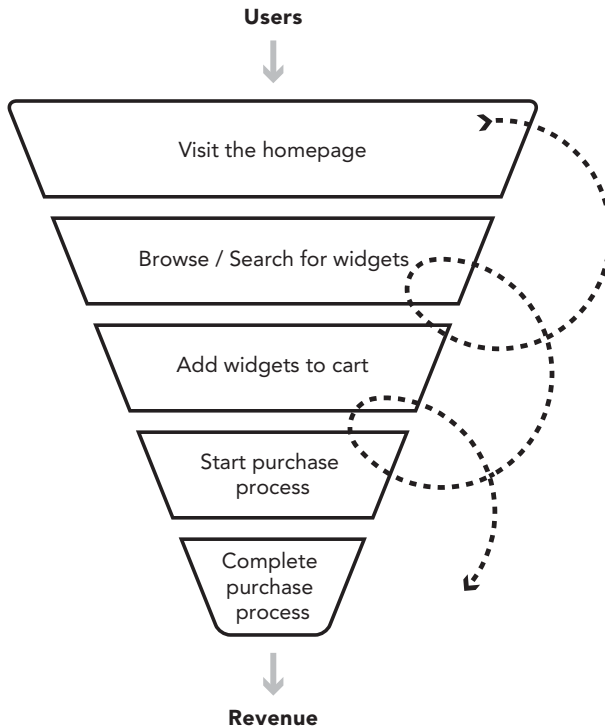 Users
Visit the homepage
Browse / Search for widgets
Add widgets to cart
Start purchase
process
Complete
purchase
process
Revenue